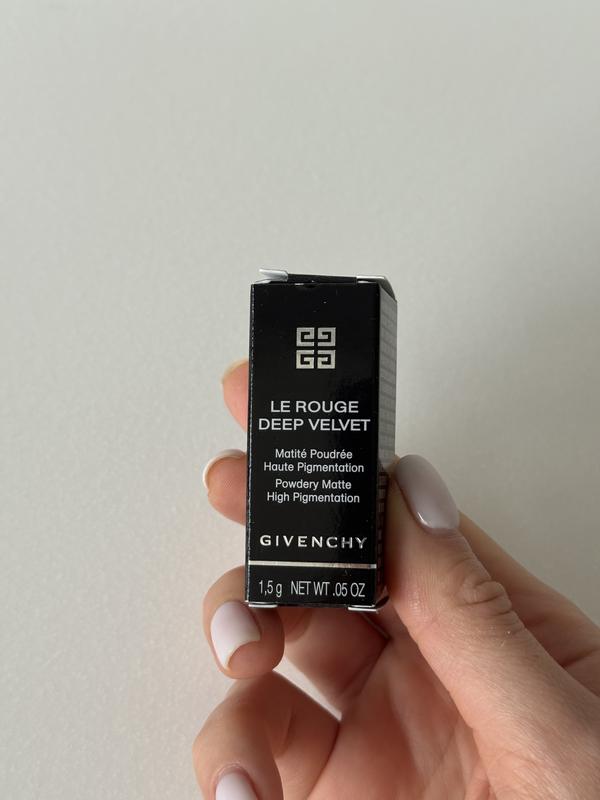 LE ROUGE
DEEP VELVET
Matité Poudrée
Haute Pigmentation
Powdery Matte
High Pigmentation
GIVENCHY
1,5 g NET WT .05 OZ